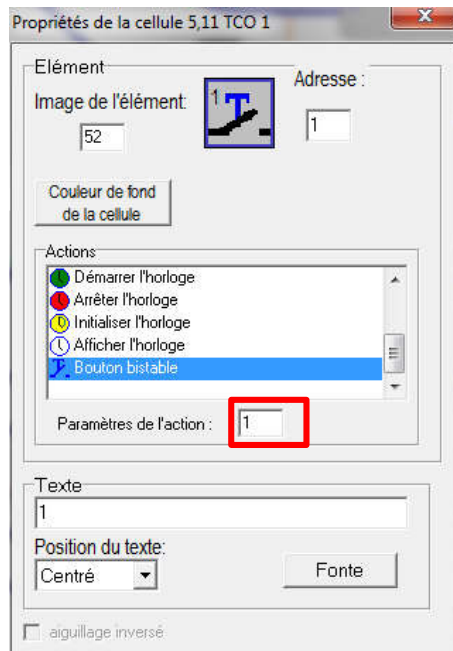 Propriétés de la cellule 5,11 TCO 1
Elément
Image de l'élément:
Adresse :
52
1
1
Couleur de fond
de la cellule
Actions
Démarrer l'horloge
Arrêter l'horloge
Initialiser l'horloge
Afficher l'horloge
Bouton bistable
Paramètres de l'action :
1
Texte
1
Position du texte:
Centré
Fonte
aiguillage inversé